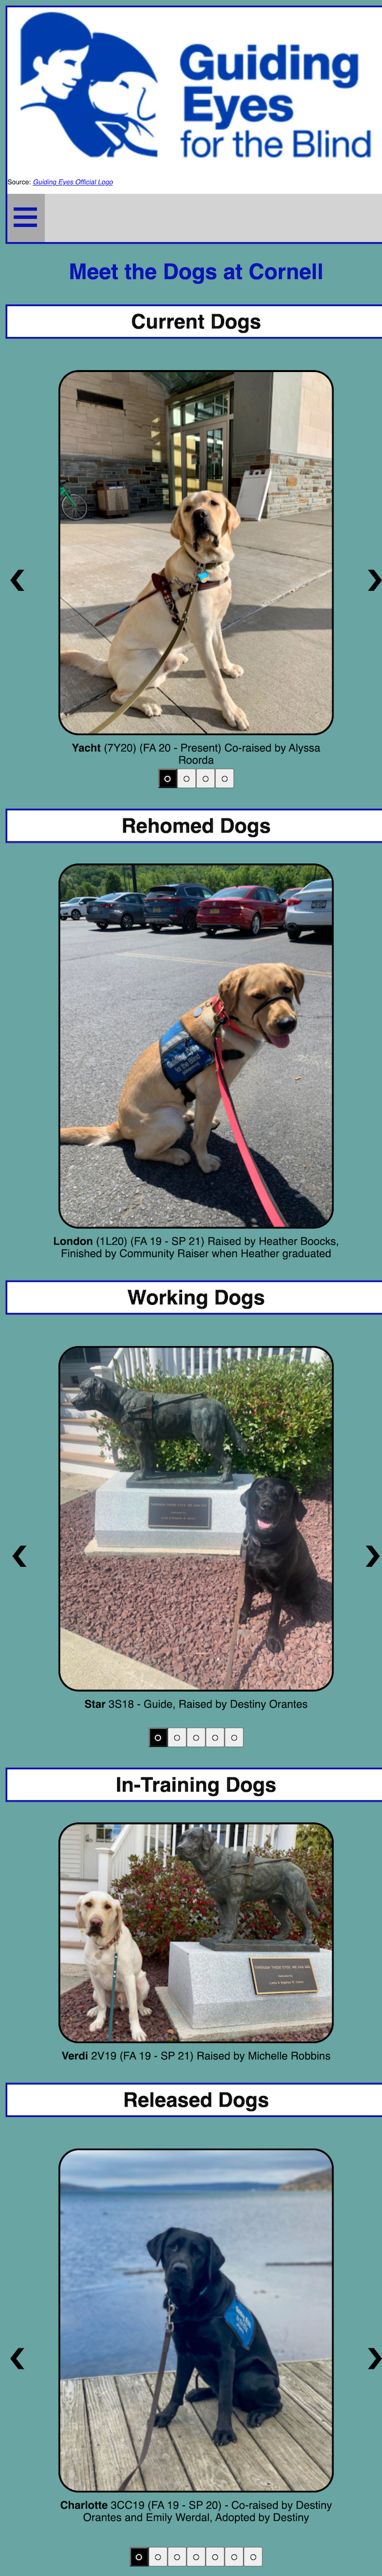 Guiding
Eyes
for the Blind
Source: Guiding Eyes Official Logo
Meet the Dogs at Cornell
Current Dogs
Yacht (7Y20) (FA 20 - Present) Co-raised by Alyssa
Roorda
Rehomed Dogs
London (1L20) (FA 19 - SP 21) Raised by Heather Boocks,
Finished by Community Raiser when Heather graduated
Working Dogs
Star 3S18 - Guide, Raised by Destiny Orantes
In-Training Dogs
Verdi 2V19 (FA 19 - SP 21) Raised by Michelle Robbins
Released Dogs
Charlotte 3CC19 (FA 19 - SP 20) - Co-raised by Destiny
Orantes and Emily Werdal, Adopted by Destiny